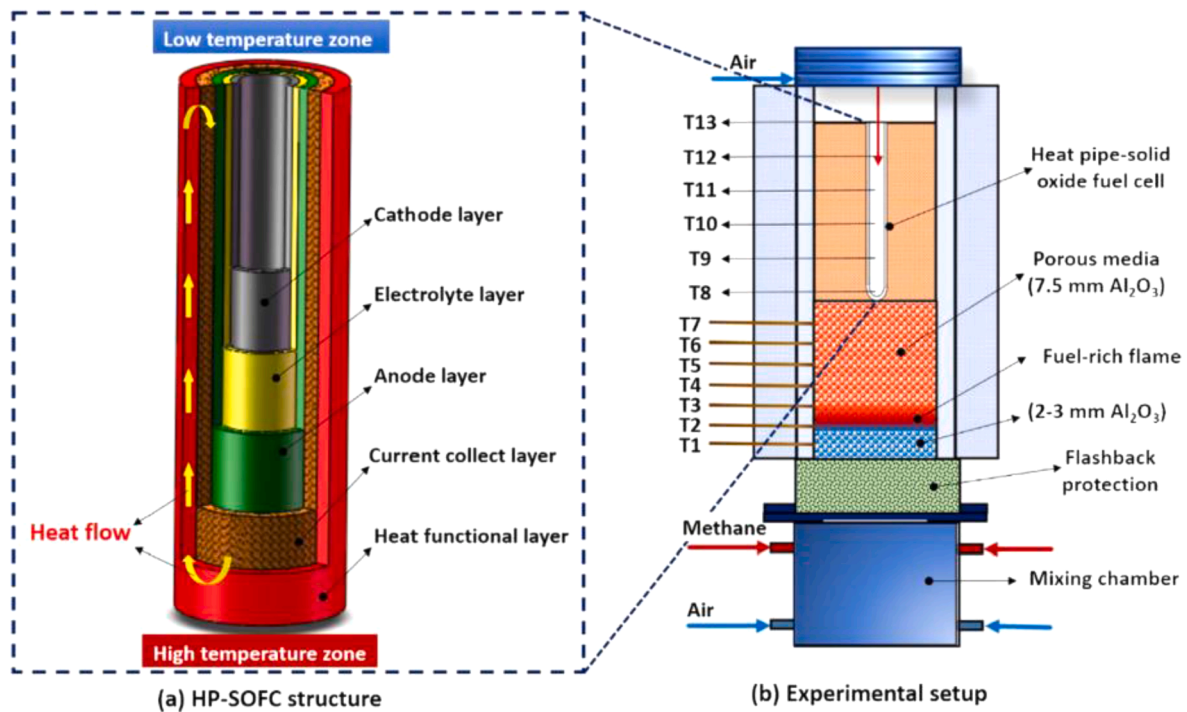 Low temperature zone
Cathode layer
Electrolyte layer
Anode layer
Current collect layer
Heat flow
Heat functional layer
High temperature zone
(a) HP-SOFC structure
Air
T13
T12
T11
T10
T9
T8
T7
T6
T5
T4
T3
T2
T1
Heat pipe-solid
oxide fuel cell
Porous media
(7.5 mm Al₂O₃)
Fuel-rich flame
(2-3 mm Al₂O₃)
Flashback
protection
Methane
Mixing chamber
Air
(b) Experimental setup